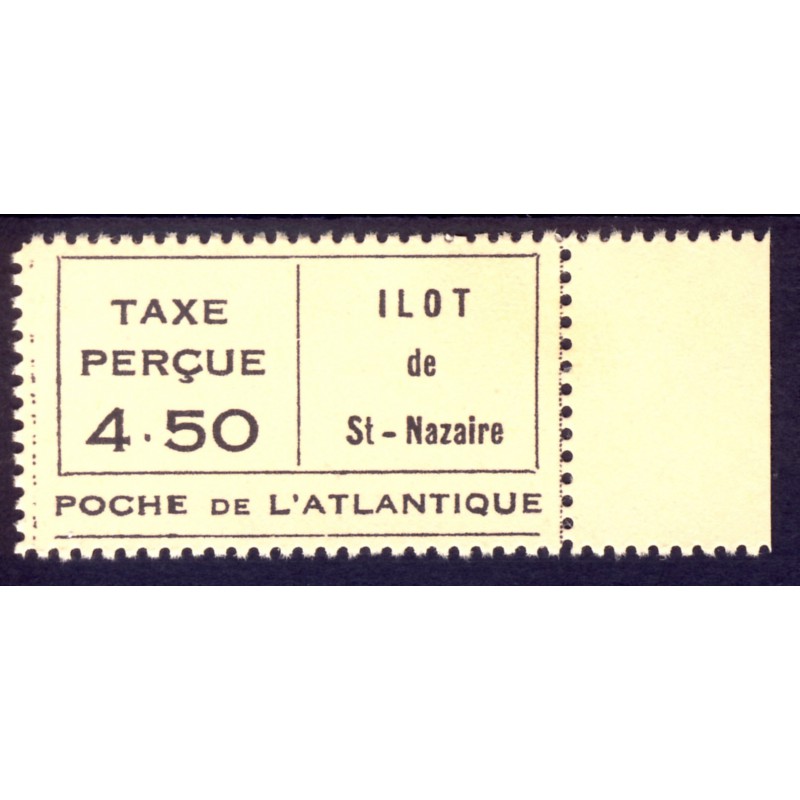 TAXE
PERÇUE
4.50
ILOT
de
St-Nazaire
POCHE DE L'ATLANTIQUE